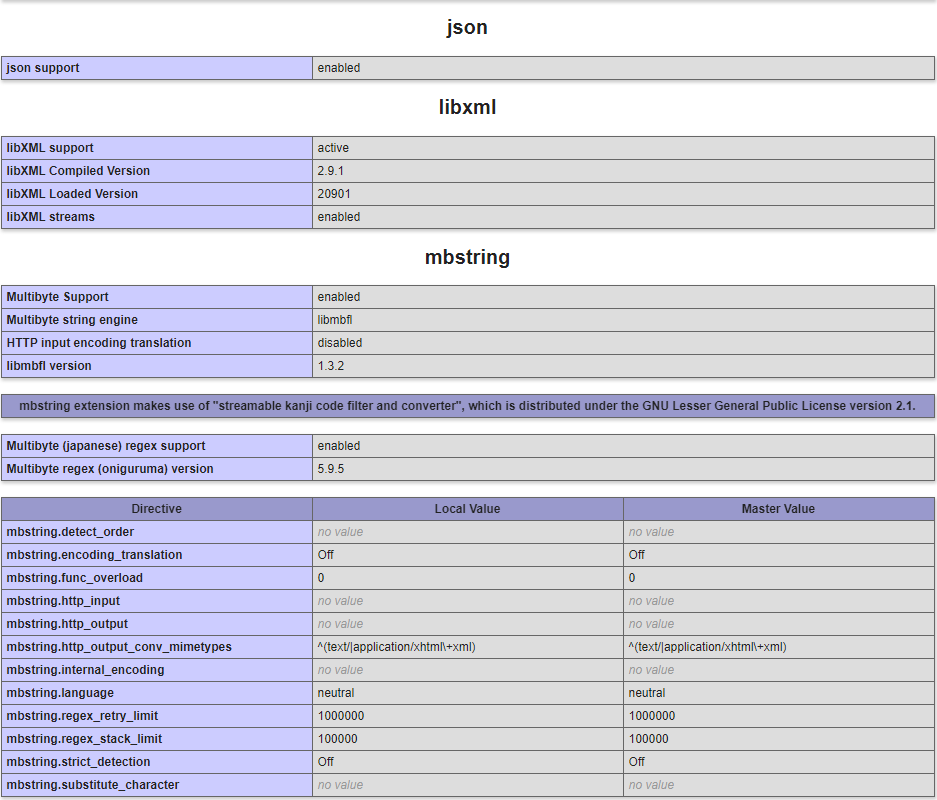 json
json support enabled
libxml
libXML support active
libXML Compiled Version 2.9.1
libXML Loaded Version 20901
libXML streams enabled
mbstring
Multibyte Support enabled
Multibyte string engine libmbfl
HTTP input encoding translation disabled
libmbfl version 1.3.2
mbstring extension makes use of "streamable kanji code filter and converter", which is distributed under the GNU Lesser General Public License version 2.1.
Multibyte (japanese) regex support enabled
Multibyte regex (oniguruma) version 5.9.5
Directive Local Value Master Value
mbstring.detect_order no value no value
mbstring.encoding_translation Off Off
mbstring.func_overload 0 0
mbstring.http_input no value no value
mbstring.http_output no value no value
mbstring.http_output_conv_mimetypes ^(text/|application/xhtml\+xml) ^(text/|application/xhtml\+xml)
mbstring.internal_encoding no value no value
mbstring.language neutral neutral
mbstring.regex_retry_limit 1000000 1000000
mbstring.regex_stack_limit 100000 100000
mbstring.strict_detection Off Off
mbstring.substitute_character no value no value